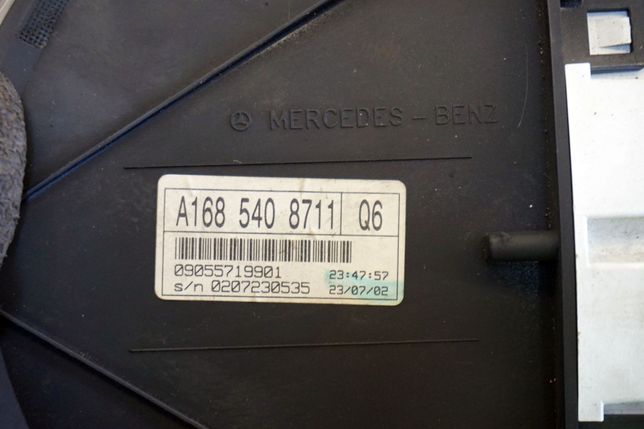 MERCEDES-BENZ
A168 540 8711 Q6
09055719901 23:47:57
s/n 0207230535 23/07/02